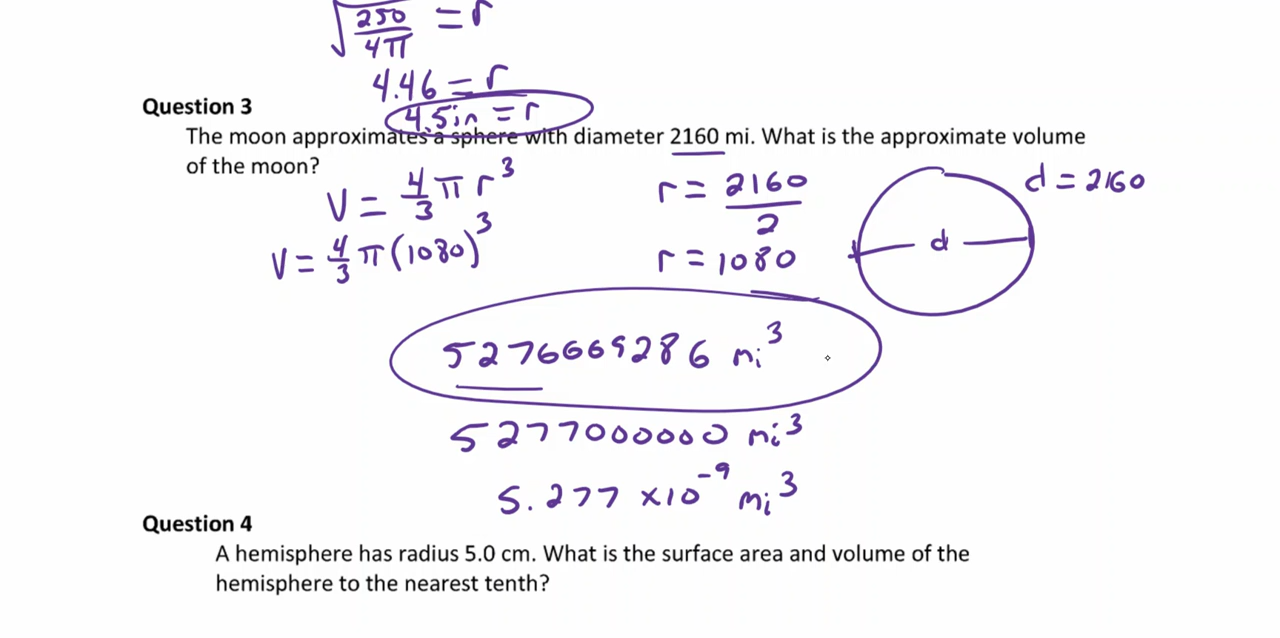 √(250/4π) = r
4.46 = r
Question 3
4.5in = r
The moon approximates a sphere with diameter 2160 mi. What is the approximate volume
of the moon?
V = 4/3 π r³
r = 2160/2
d = 2160
V = 4/3 π (1080)³
r = 1080
d
5276669286 mi³
5277000000 mi³
5.277 ×10⁻⁹ mi³
Question 4
A hemisphere has radius 5.0 cm. What is the surface area and volume of the
hemisphere to the nearest tenth?